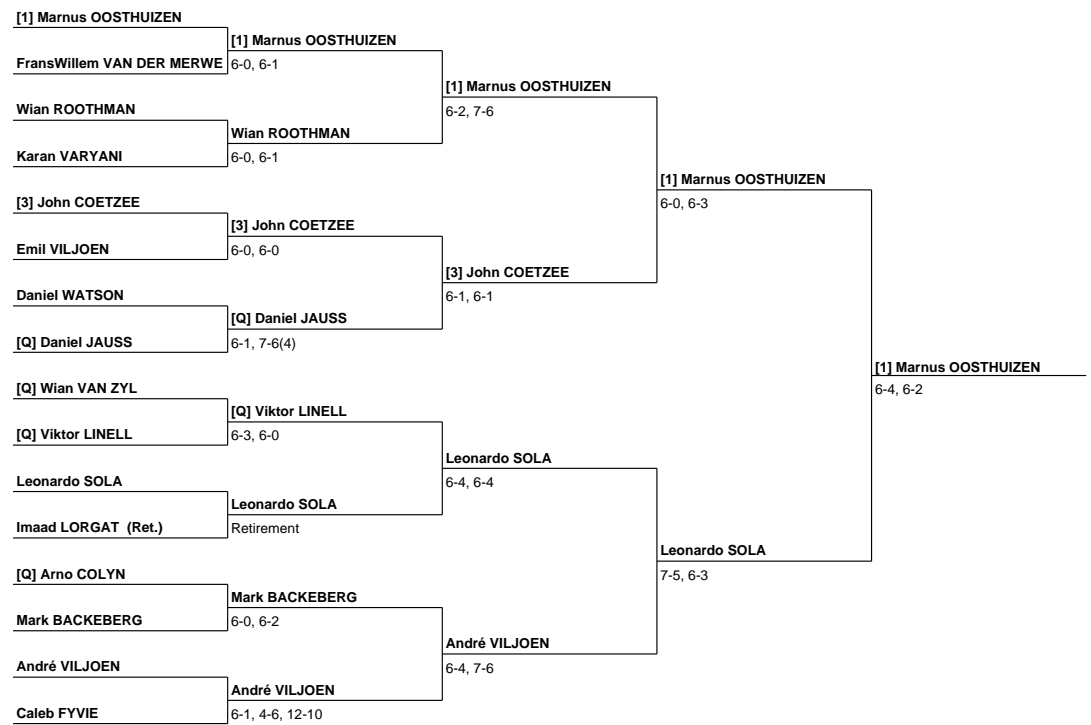 [1] Marnus OOSTHUIZEN
[1] Marnus OOSTHUIZEN
FransWillem VAN DER MERWE
6-0, 6-1
[1] Marnus OOSTHUIZEN
6-2, 7-6
Wian ROOTHMAN
Wian ROOTHMAN
Karan VARYANI
6-0, 6-1
[1] Marnus OOSTHUIZEN
6-0, 6-3
[3] John COETZEE
[3] John COETZEE
Emil VILJOEN
6-0, 6-0
[3] John COETZEE
6-1, 6-1
Daniel WATSON
[Q] Daniel JAUSS
[Q] Daniel JAUSS
6-1, 7-6(4)
[1] Marnus OOSTHUIZEN
6-4, 6-2
[Q] Wian VAN ZYL
[Q] Viktor LINELL
[Q] Viktor LINELL
6-3, 6-0
Leonardo SOLA
6-4, 6-4
Leonardo SOLA
Leonardo SOLA
Imaad LORGAT (Ret.)
Retirement
Leonardo SOLA
7-5, 6-3
[Q] Arno COLYN
Mark BACKEBERG
Mark BACKEBERG
6-0, 6-2
André VILJOEN
6-4, 7-6
André VILJOEN
André VILJOEN
Caleb FYVIE
6-1, 4-6, 12-10